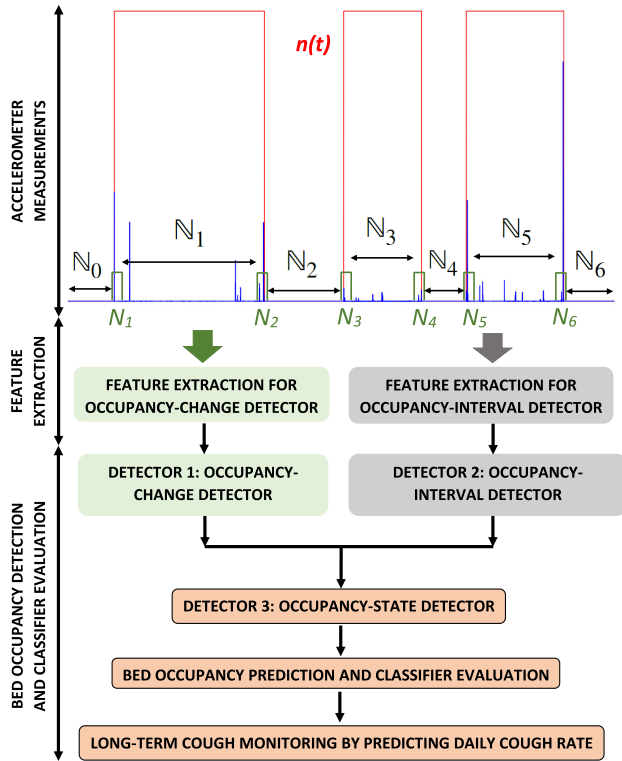 n(t)
ACCELEROMETER
MEASUREMENTS
ℕ0
ℕ1
ℕ2
ℕ3
ℕ4
ℕ5
ℕ6
N1
N2
N3
N4
N5
N6
FEATURE
EXTRACTION
FEATURE EXTRACTION FOR
OCCUPANCY-CHANGE DETECTOR
FEATURE EXTRACTION FOR
OCCUPANCY-INTERVAL DETECTOR
BED OCCUPANCY DETECTION
AND CLASSIFIER EVALUATION
DETECTOR 1: OCCUPANCY-
CHANGE DETECTOR
DETECTOR 2: OCCUPANCY-
INTERVAL DETECTOR
DETECTOR 3: OCCUPANCY-STATE DETECTOR
BED OCCUPANCY PREDICTION AND CLASSIFIER EVALUATION
LONG-TERM COUGH MONITORING BY PREDICTING DAILY COUGH RATE